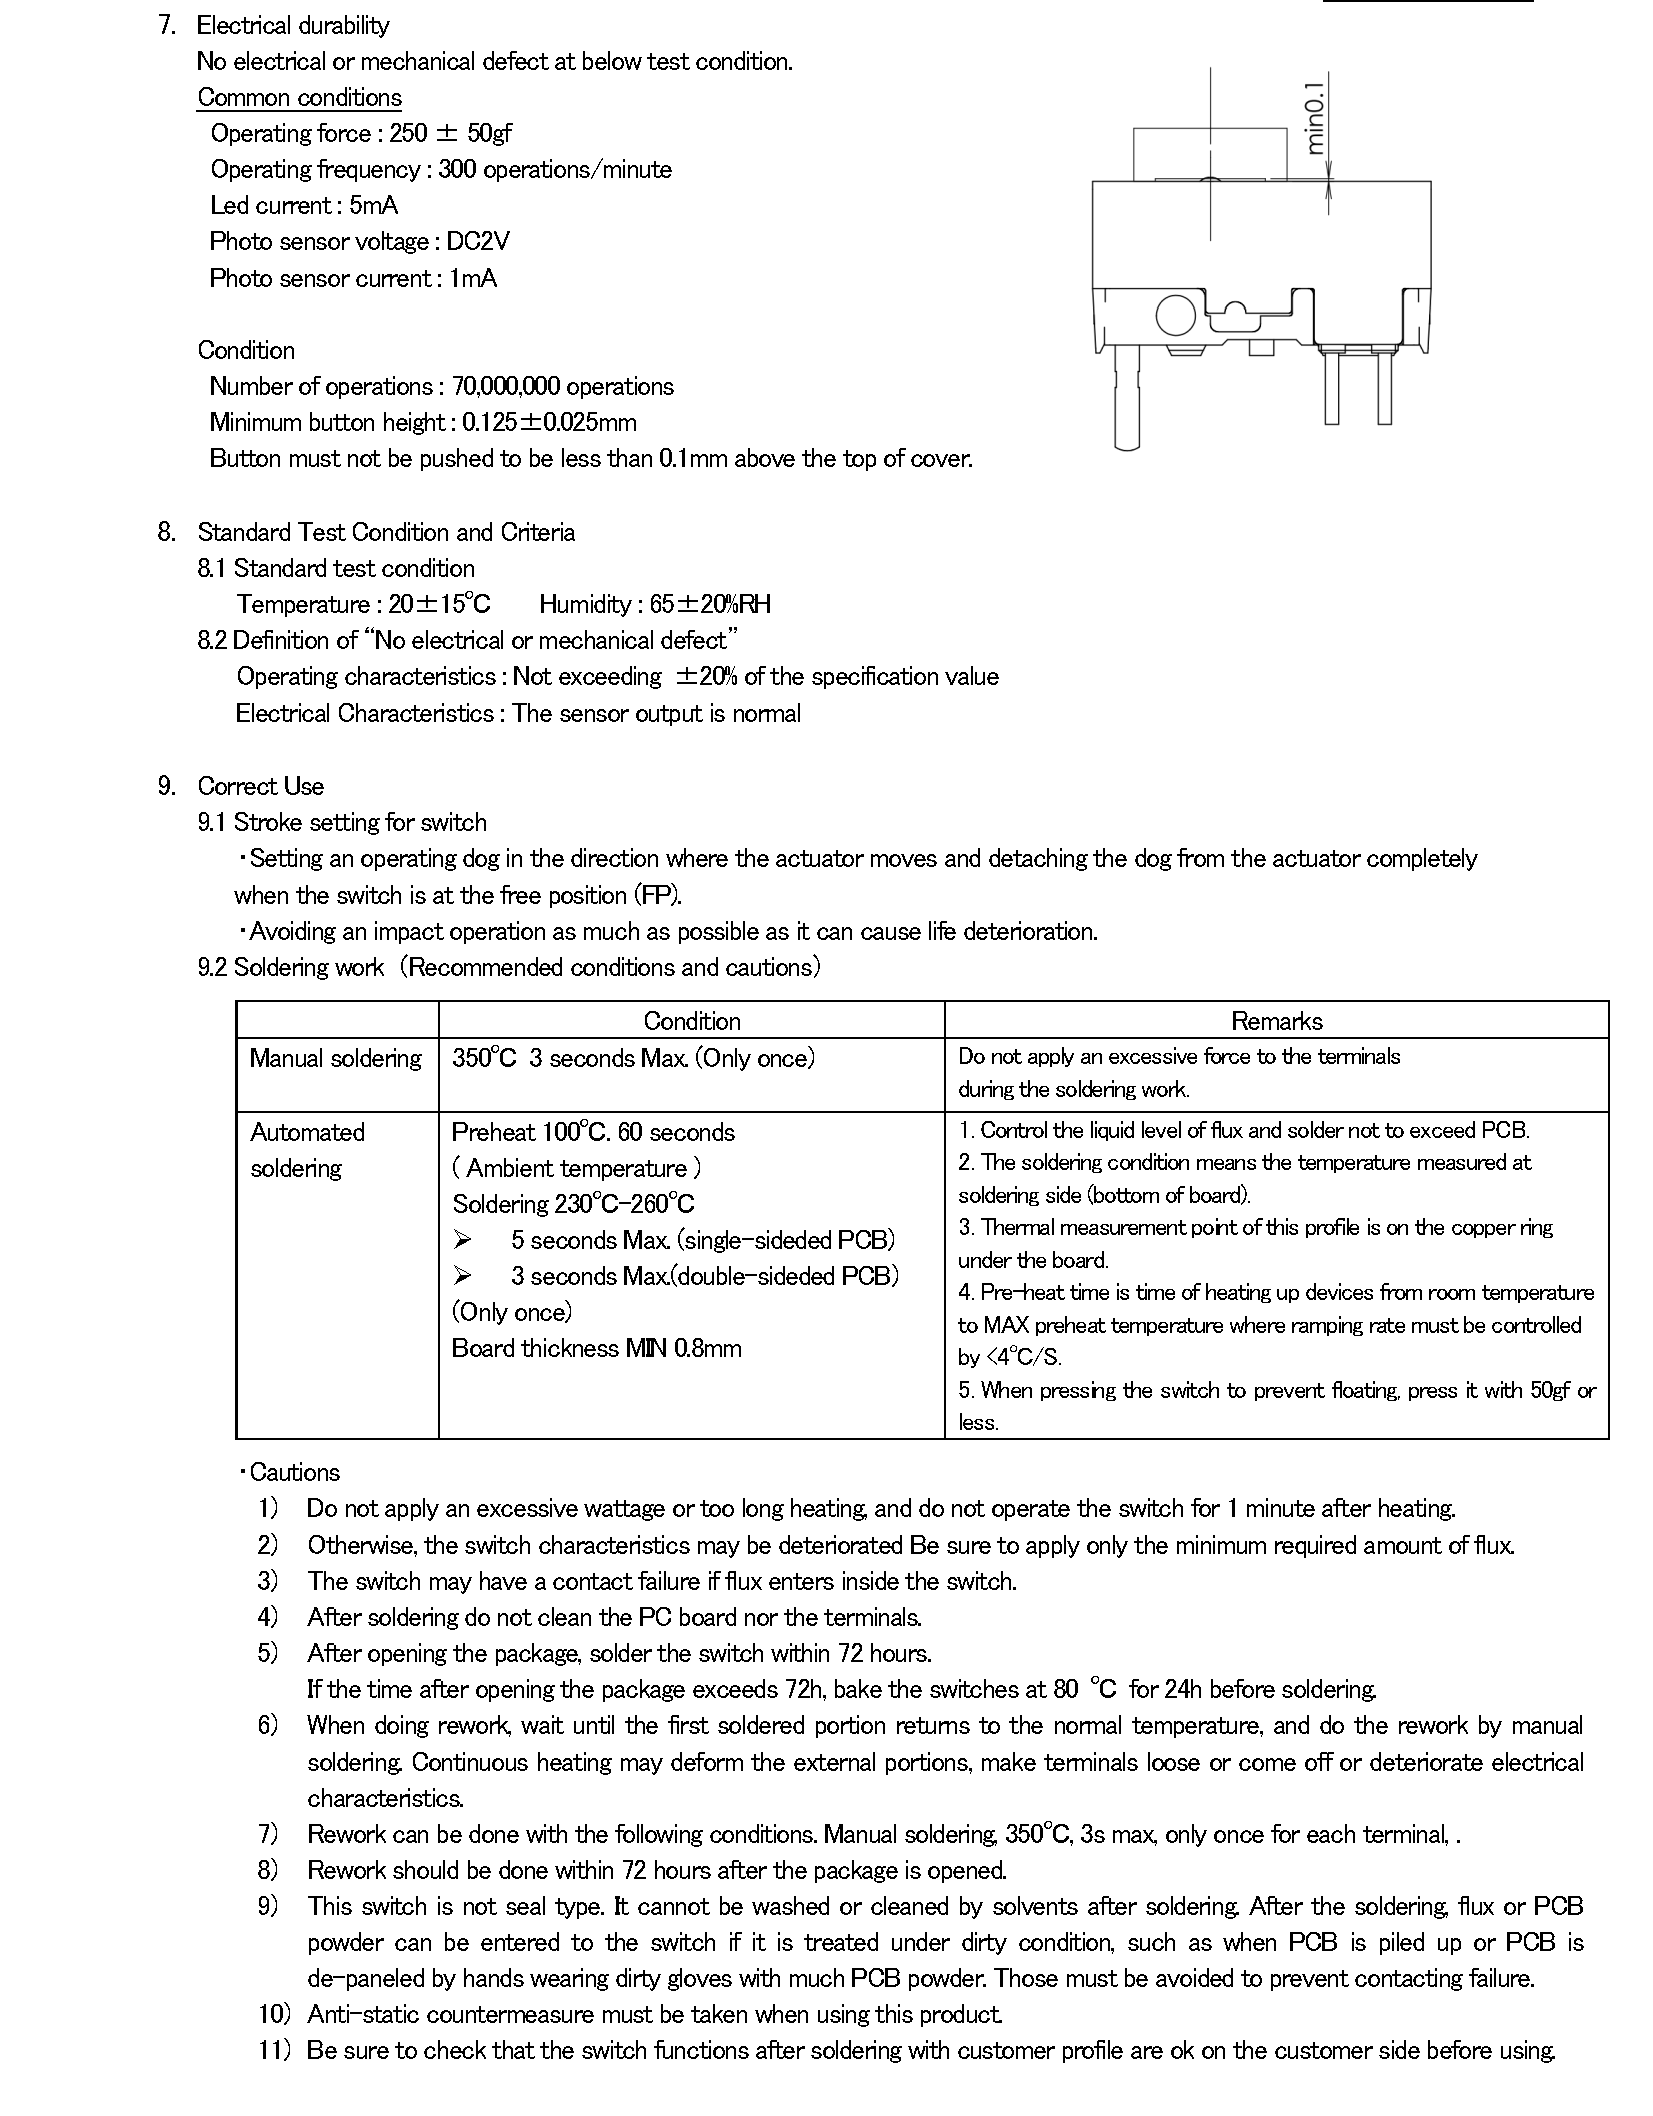 7. Electrical durability
No electrical or mechanical defect at below test condition.
Common conditions
Operating force : 250 ± 50gf
Operating frequency : 300 operations/minute
Led current : 5mA
Photo sensor voltage : DC2V
Photo sensor current : 1mA
min0.1
Condition
Number of operations : 70,000,000 operations
Minimum button height : 0.125±0.025mm
Button must not be pushed to be less than 0.1mm above the top of cover.
8. Standard Test Condition and Criteria
8.1 Standard test condition
Temperature : 20±15℃ Humidity : 65±20%RH
8.2 Definition of “No electrical or mechanical defect”
Operating characteristics : Not exceeding ±20% of the specification value
Electrical Characteristics : The sensor output is normal
9. Correct Use
9.1 Stroke setting for switch
・Setting an operating dog in the direction where the actuator moves and detaching the dog from the actuator completely
when the switch is at the free position (FP).
・Avoiding an impact operation as much as possible as it can cause life deterioration.
9.2 Soldering work (Recommended conditions and cautions)
Condition
Remarks
Manual soldering
350℃ 3 seconds Max. (Only once)
Do not apply an excessive force to the terminals
during the soldering work.
Automated
soldering
Preheat 100℃. 60 seconds
( Ambient temperature )
Soldering 230℃-260℃
➢ 5 seconds Max. (single-sideded PCB)
➢ 3 seconds Max.(double-sideded PCB)
(Only once)
Board thickness MIN 0.8mm
1. Control the liquid level of flux and solder not to exceed PCB.
2. The soldering condition means the temperature measured at
soldering side (bottom of board).
3. Thermal measurement point of this profile is on the copper ring
under the board.
4. Pre-heat time is time of heating up devices from room temperature
to MAX preheat temperature where ramping rate must be controlled
by <4℃/S.
5. When pressing the switch to prevent floating, press it with 50gf or
less.
・Cautions
1) Do not apply an excessive wattage or too long heating, and do not operate the switch for 1 minute after heating.
2) Otherwise, the switch characteristics may be deteriorated Be sure to apply only the minimum required amount of flux.
3) The switch may have a contact failure if flux enters inside the switch.
4) After soldering do not clean the PC board nor the terminals.
5) After opening the package, solder the switch within 72 hours.
If the time after opening the package exceeds 72h, bake the switches at 80 ℃ for 24h before soldering.
6) When doing rework, wait until the first soldered portion returns to the normal temperature, and do the rework by manual
soldering. Continuous heating may deform the external portions, make terminals loose or come off or deteriorate electrical
characteristics.
7) Rework can be done with the following conditions. Manual soldering, 350℃, 3s max, only once for each terminal, .
8) Rework should be done within 72 hours after the package is opened.
9) This switch is not seal type. It cannot be washed or cleaned by solvents after soldering. After the soldering, flux or PCB
powder can be entered to the switch if it is treated under dirty condition, such as when PCB is piled up or PCB is
de-paneled by hands wearing dirty gloves with much PCB powder. Those must be avoided to prevent contacting failure.
10) Anti-static countermeasure must be taken when using this product.
11) Be sure to check that the switch functions after soldering with customer profile are ok on the customer side before using.